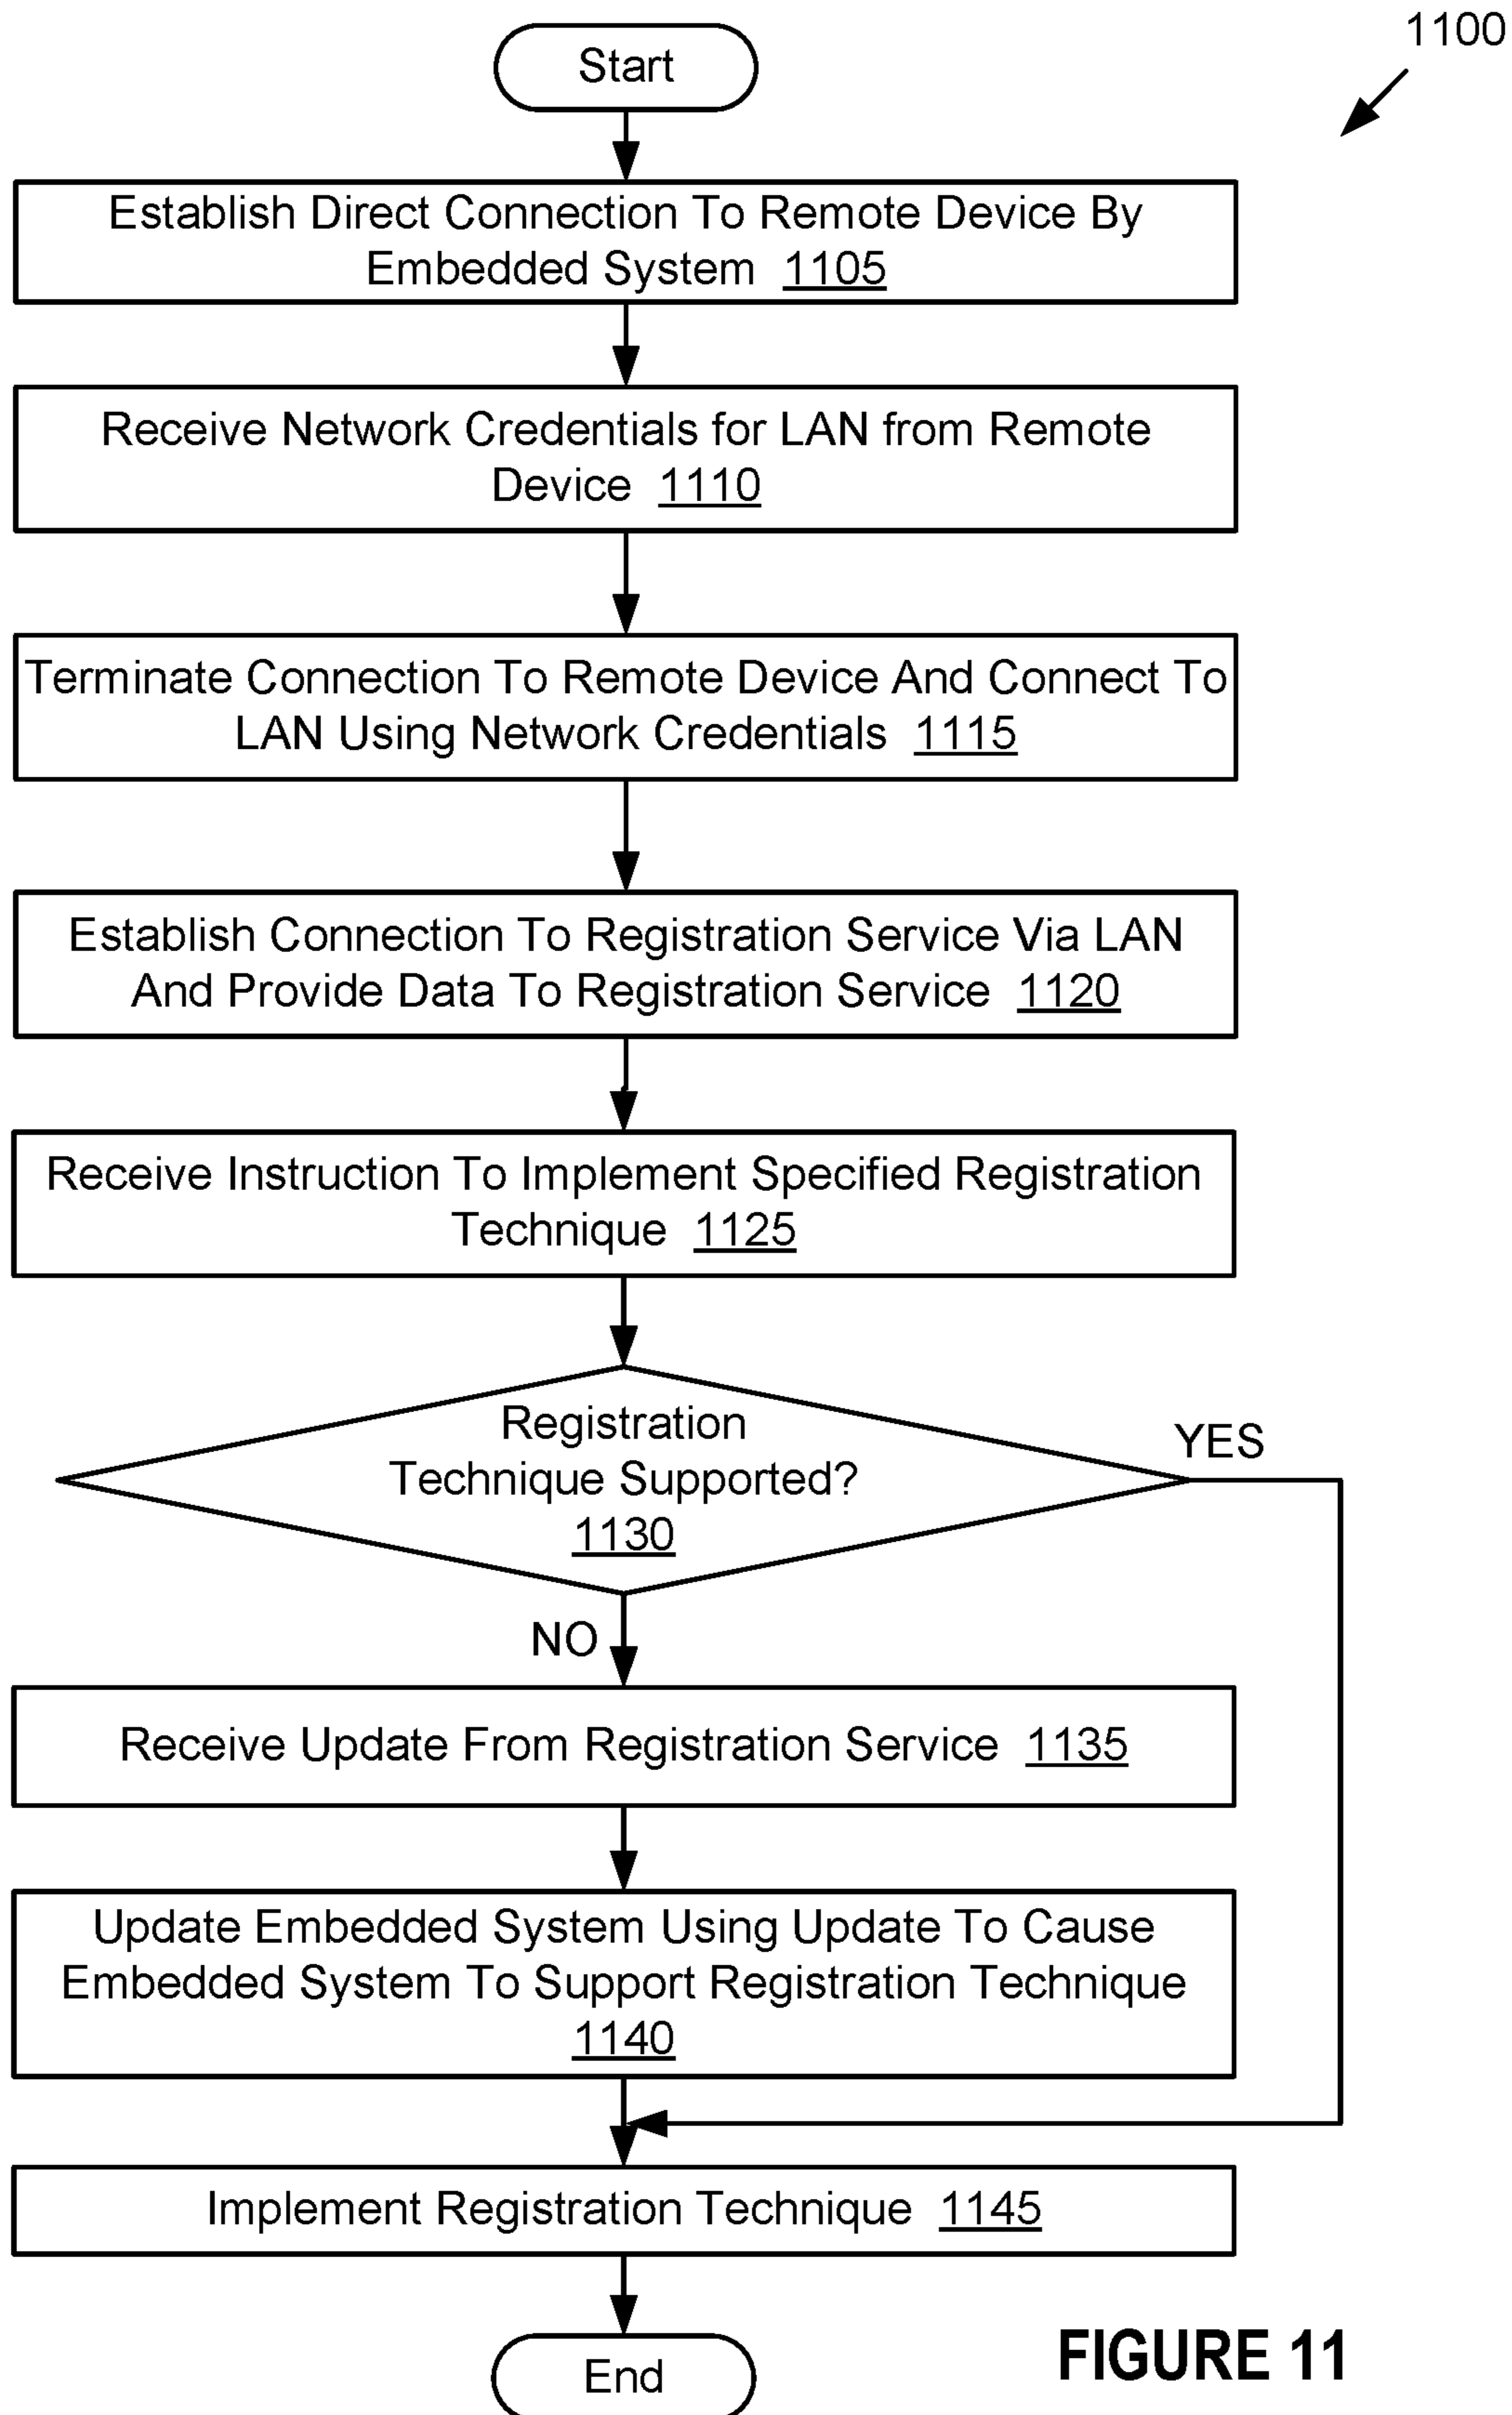 1100
Start
Establish Direct Connection To Remote Device By
Embedded System 1105
Receive Network Credentials for LAN from Remote
Device 1110
Terminate Connection To Remote Device And Connect To
LAN Using Network Credentials 1115
Establish Connection To Registration Service Via LAN
And Provide Data To Registration Service 1120
Receive Instruction To Implement Specified Registration
Technique 1125
Registration
Technique Supported?
1130
YES
NO
Receive Update From Registration Service 1135
Update Embedded System Using Update To Cause
Embedded System To Support Registration Technique
1140
Implement Registration Technique 1145
End
FIGURE 11